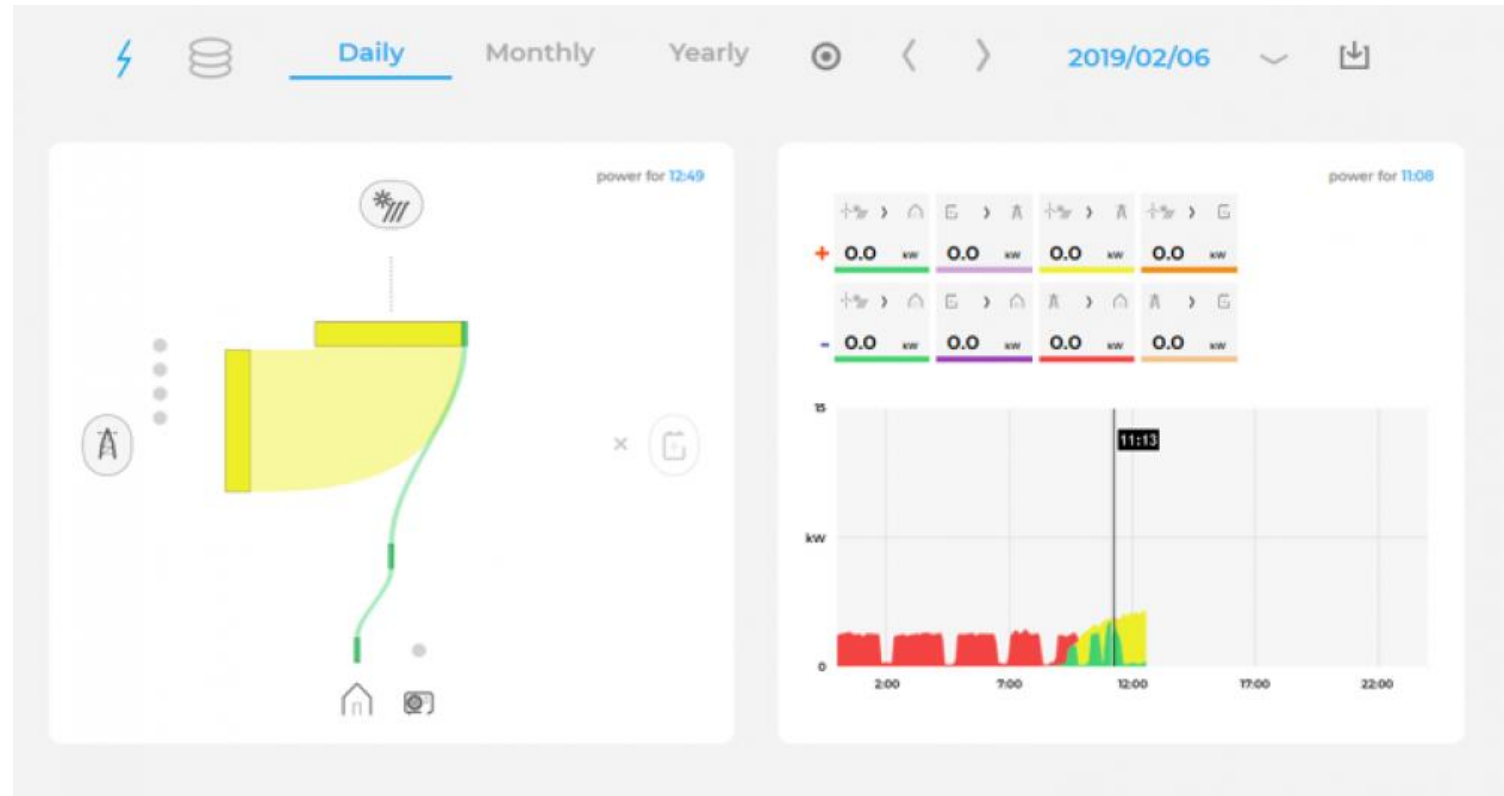 Daily Monthly Yearly 2019/02/06
power for 12:49
power for 11:08
+ 0.0 kW 0.0 kW 0.0 kW 0.0 kW
- 0.0 kW 0.0 kW 0.0 kW 0.0 kW
15
11:13
kW
0
2:00 7:00 12:00 17:00 22:00